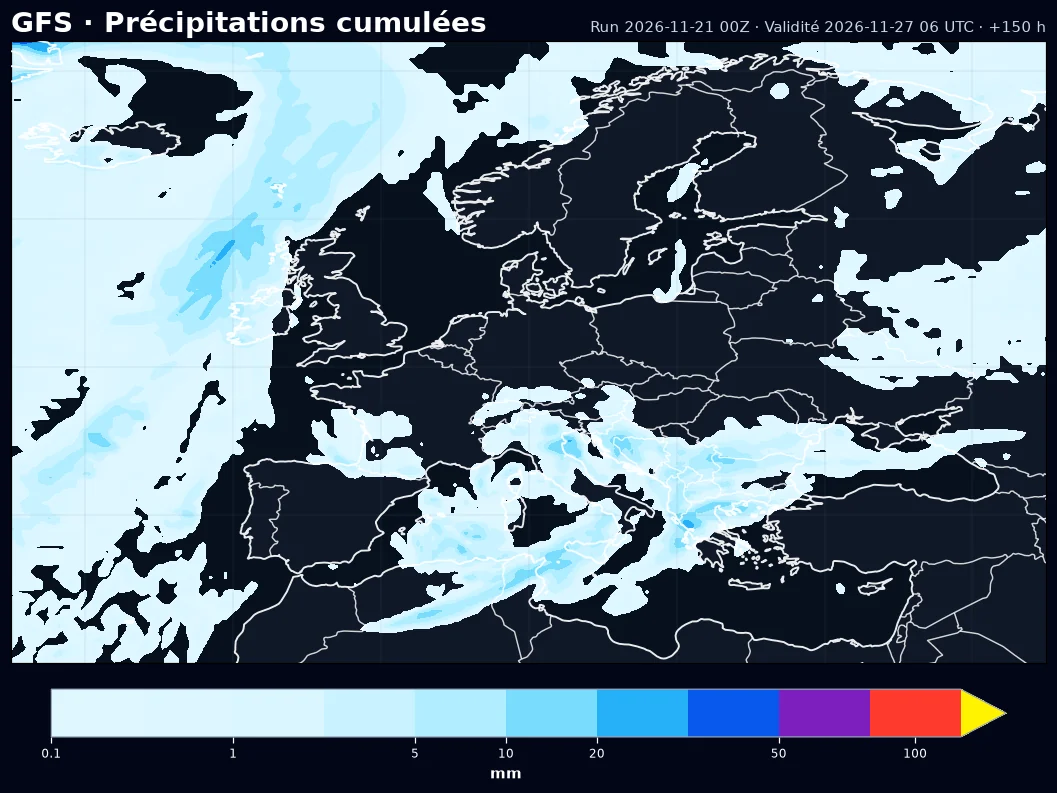 GFS · Précipitations cumulées
Run 2026-11-21 00Z · Validité 2026-11-27 06 UTC · +150 h
0.1 1 5 10 20 50 100
mm